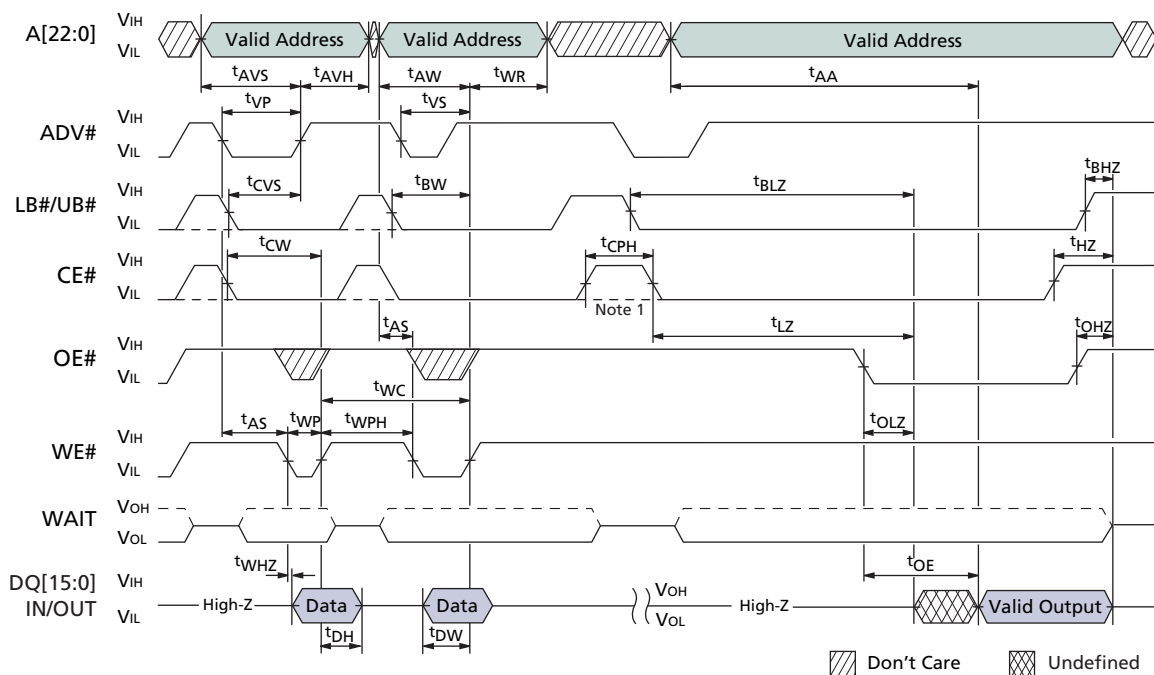 A[22:0] VIH Valid Address Valid Address Valid Address
VIL
tAVS tAVH tAW tWR tAA
tVP tVS
ADV# VIH
VIL
tCVS tBW tBLZ tBHZ
LB#/UB# VIH
VIL
tCW tCPH tHZ
CE# VIH
VIL
Note 1
tAS tLZ tOHZ
OE# VIH
VIL
tWC
tAS tWP tWPH tOLZ
WE# VIH
VIL
WAIT VOH
VOL
tWHZ tOE
DQ[15:0] VIH VOH
IN/OUT VIL High-Z Data Data VOL High-Z Valid Output
tDH tDW
Don't Care Undefined